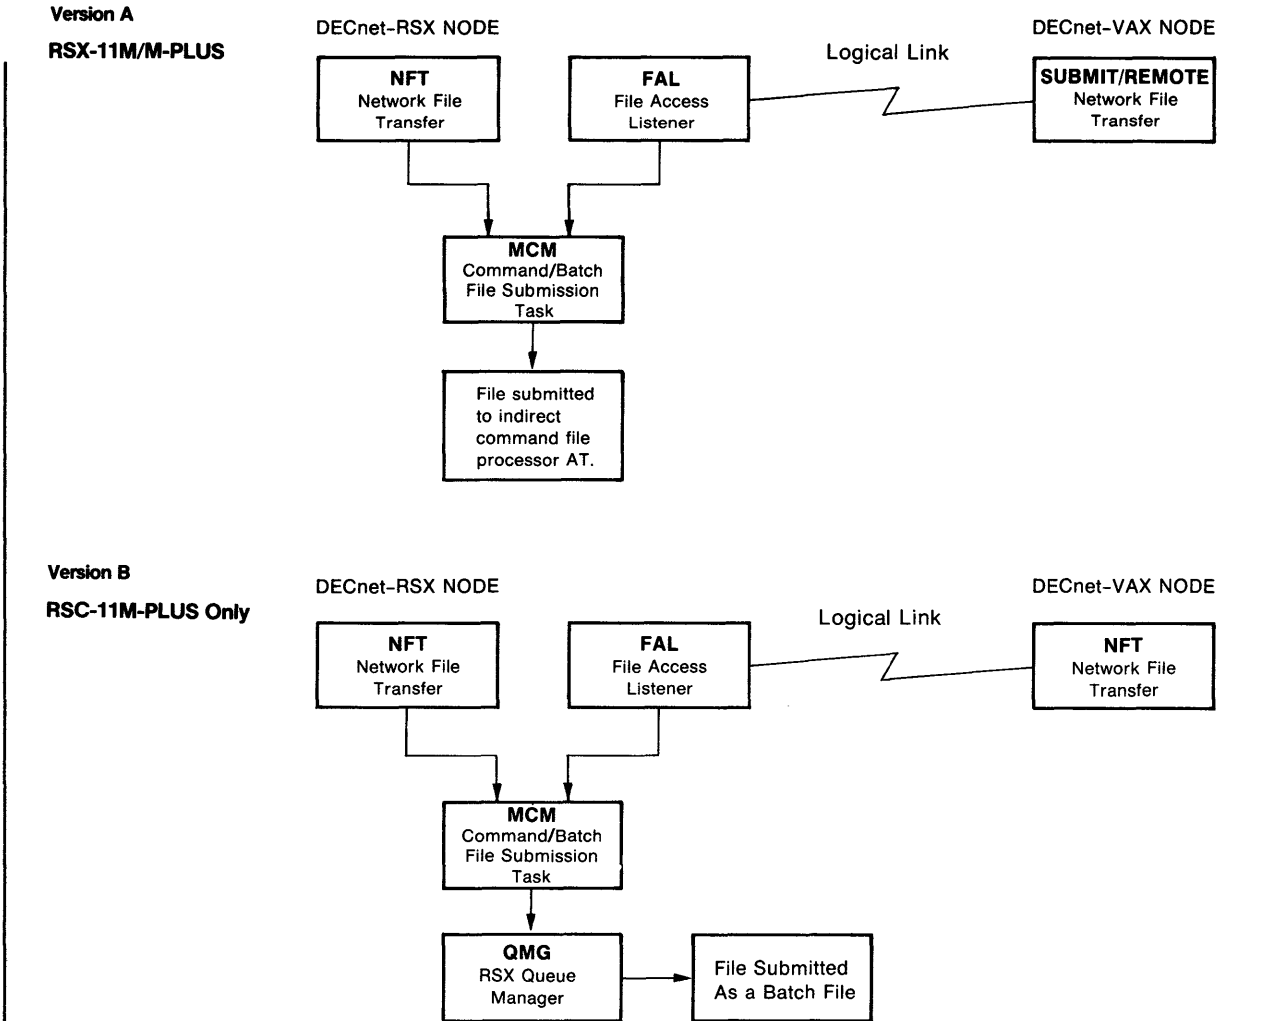 Version A
RSX-11M/M-PLUS
DECnet-RSX NODE
DECnet-VAX NODE
Logical Link
NFT
Network File
Transfer
FAL
File Access
Listener
SUBMIT/REMOTE
Network File
Transfer
MCM
Command/Batch
File Submission
Task
File submitted
to indirect
command file
processor AT.
Version B
RSC-11M-PLUS Only
DECnet-RSX NODE
DECnet-VAX NODE
Logical Link
NFT
Network File
Transfer
FAL
File Access
Listener
NFT
Network File
Transfer
MCM
Command/Batch
File Submission
Task
QMG
RSX Queue
Manager
File Submitted
As a Batch File